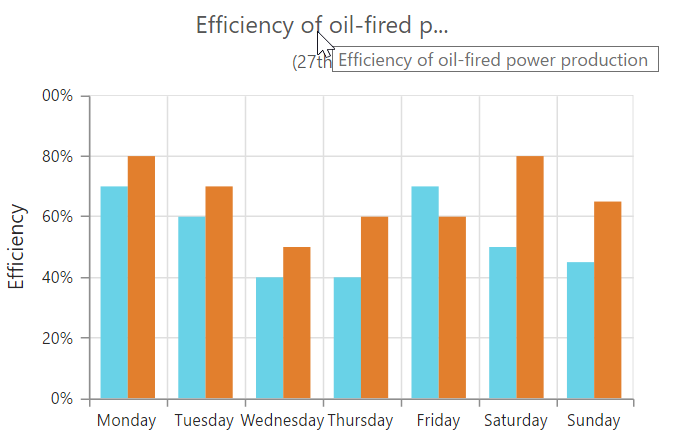 Efficiency of oil-fired p...
(27th
Efficiency of oil-fired power production
00%
80%
60%
40%
20%
0%
Efficiency
Monday Tuesday Wednesday Thursday Friday Saturday Sunday